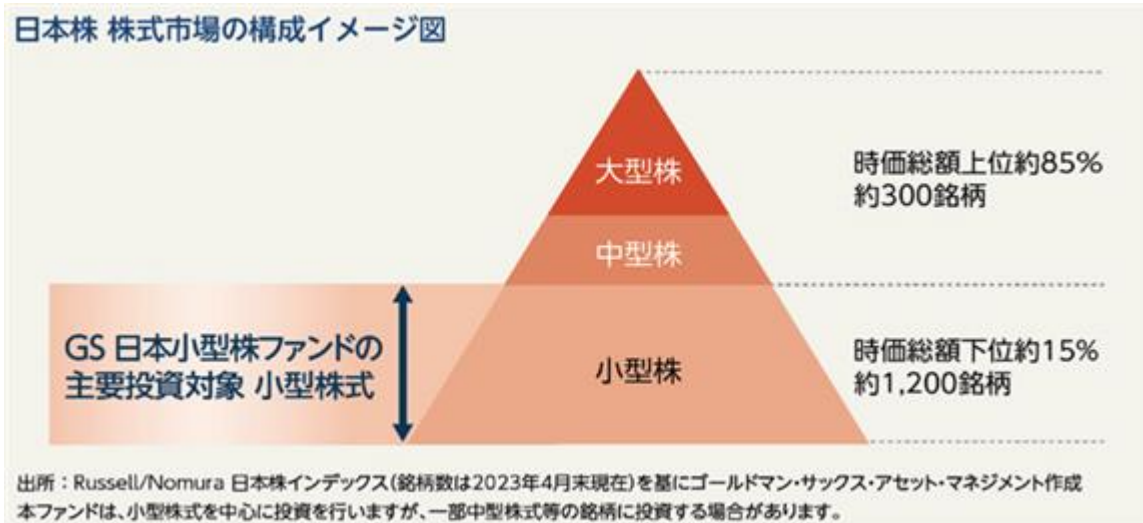 日本株 株式市場の構成イメージ図
大型株
時価総額上位約85%
約300銘柄
中型株
GS 日本小型株ファンドの
主要投資対象 小型株式
小型株
時価総額下位約15%
約1,200銘柄
出所：Russell/Nomura 日本株インデックス(銘柄数は2023年4月末現在)を基にゴールドマン・サックス・アセット・マネジメント作成
本ファンドは、小型株式を中心に投資を行いますが、一部中型株式等の銘柄に投資する場合があります。